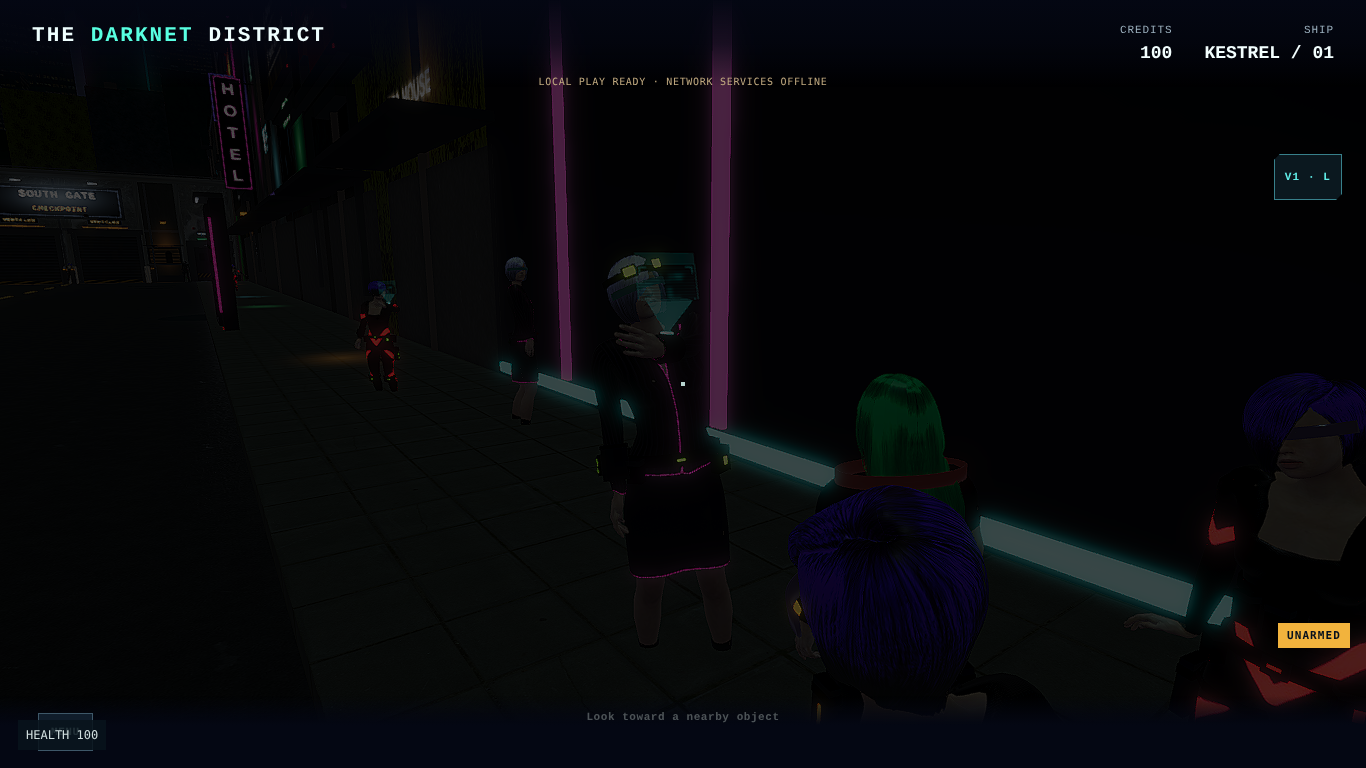 THE DARKNET DISTRICT
CREDITS
100
SHIP
KESTREL / 01
LOCAL PLAY READY · NETWORK SERVICES OFFLINE
HOTEL
SOUTH GATE
CHECKPOINT
V1 · L
UNARMED
Look toward a nearby object
HEALTH 100